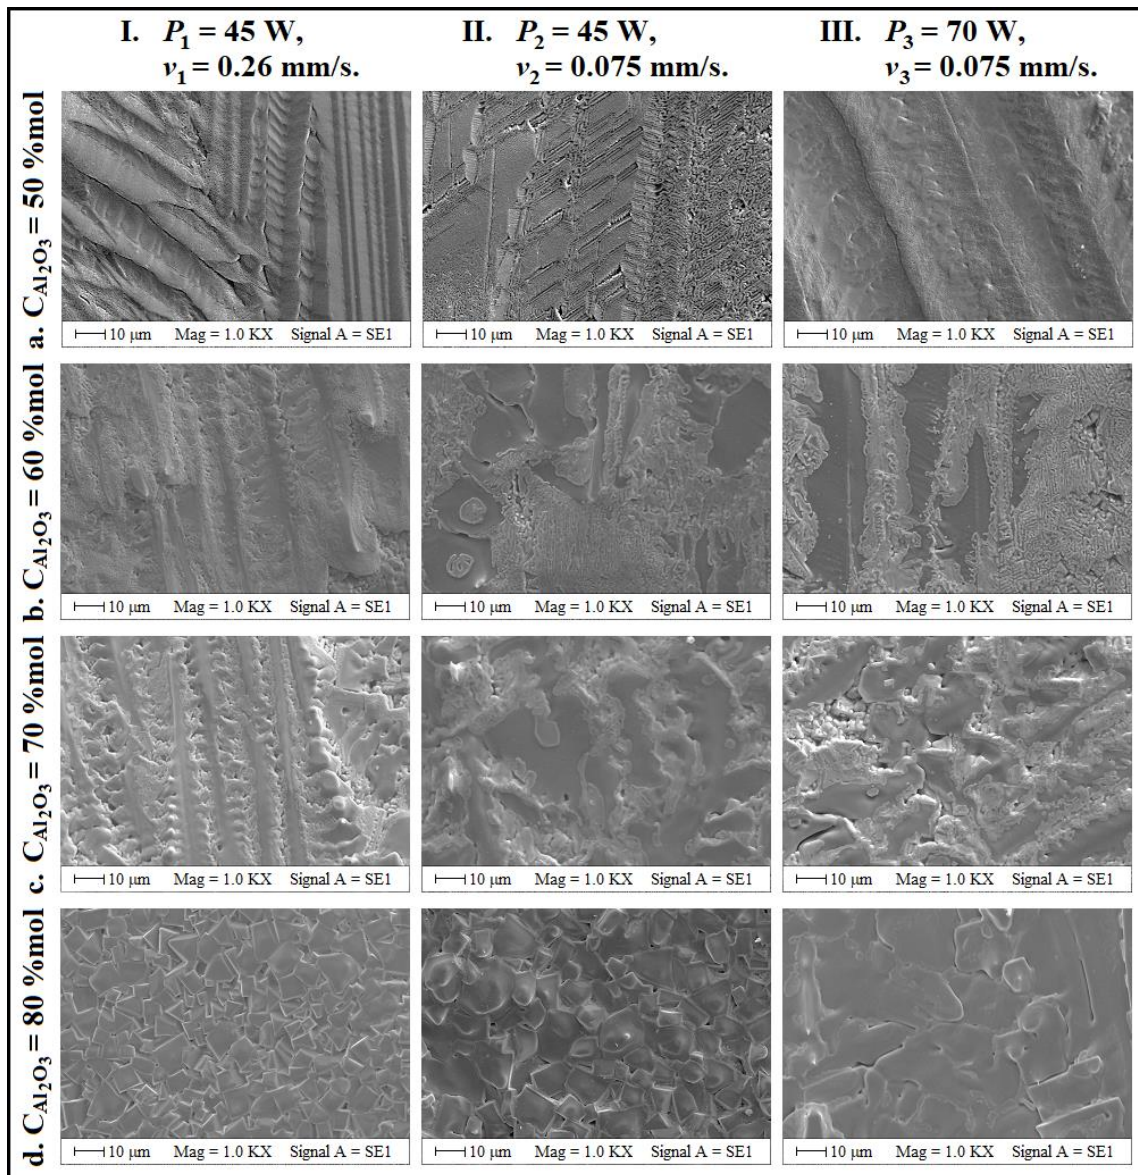 I. P₁ = 45 W,
v₁ = 0.26 mm/s.
II. P₂ = 45 W,
v₂ = 0.075 mm/s.
III. P₃ = 70 W,
v₃ = 0.075 mm/s.
a. C_Al₂O₃ = 50 %mol
10 μm Mag = 1.0 KX Signal A = SE1
10 μm Mag = 1.0 KX Signal A = SE1
10 μm Mag = 1.0 KX Signal A = SE1
b. C_Al₂O₃ = 60 %mol
10 μm Mag = 1.0 KX Signal A = SE1
10 μm Mag = 1.0 KX Signal A = SE1
10 μm Mag = 1.0 KX Signal A = SE1
c. C_Al₂O₃ = 70 %mol
10 μm Mag = 1.0 KX Signal A = SE1
10 μm Mag = 1.0 KX Signal A = SE1
10 μm Mag = 1.0 KX Signal A = SE1
d. C_Al₂O₃ = 80 %mol
10 μm Mag = 1.0 KX Signal A = SE1
10 μm Mag = 1.0 KX Signal A = SE1
10 μm Mag = 1.0 KX Signal A = SE1